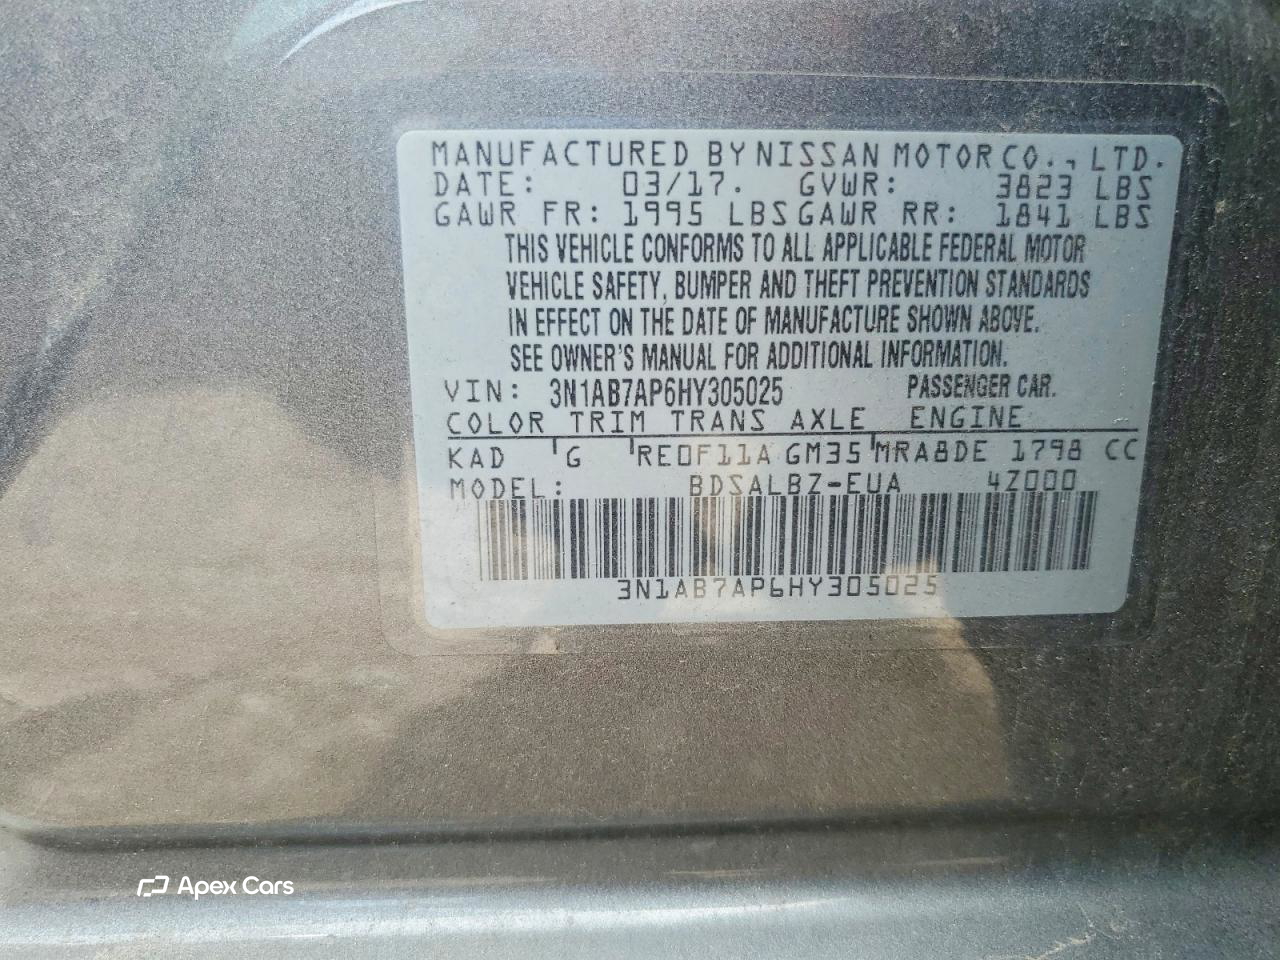 MANUFACTURED BY NISSAN MOTOR CO., LTD.
DATE: 03/17. GVWR: 3823 LBS
GAWR FR: 1995 LBS GAWR RR: 1841 LBS
THIS VEHICLE CONFORMS TO ALL APPLICABLE FEDERAL MOTOR
VEHICLE SAFETY, BUMPER AND THEFT PREVENTION STANDARDS
IN EFFECT ON THE DATE OF MANUFACTURE SHOWN ABOVE.
SEE OWNER'S MANUAL FOR ADDITIONAL INFORMATION.
VIN: 3N1AB7AP6HY305025 PASSENGER CAR.
COLOR TRIM TRANS AXLE ENGINE
KAD G RE0F11A GM35 MRA8DE 1798 CC
MODEL: BDSALBZ-EUA 4Z000
3N1AB7AP6HY305025
Apex Cars